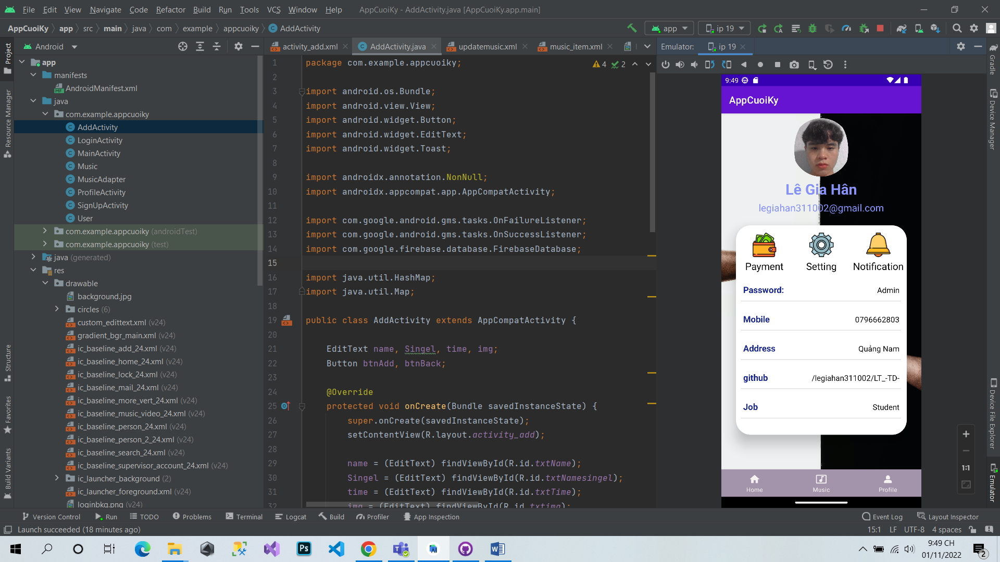 File Edit View Navigate Code Refactor Build Run Tools VCS Window Help AppCuoiKy - AddActivity.java [AppCuoiKy.app.main]
AppCuoiKy app src main java com example appcuoiky AddActivity app ip 19
Android activity_add.xml AddActivity.java updatemusic.xml music_item.xml Emulator: ip 19
Project
Resource Manager
Structure
Favorites
Build Variants
app
manifests
AndroidManifest.xml
java
com.example.appcuoiky
AddActivity
LoginActivity
MainActivity
Music
MusicAdapter
ProfileActivity
SignUpActivity
User
com.example.appcuoiky (androidTest)
com.example.appcuoiky (test)
java (generated)
res
drawable
background.jpg
circles (6)
custom_edittext.xml (v24)
gradient_bgr_main.xml (v24)
ic_baseline_add_24.xml (v24)
ic_baseline_home_24.xml (v24)
ic_baseline_lock_24.xml (v24)
ic_baseline_mail_24.xml (v24)
ic_baseline_more_vert_24.xml (v24)
ic_baseline_music_video_24.xml (v24)
ic_baseline_person_24.xml (v24)
ic_baseline_person_2_24.xml (v24)
ic_baseline_search_24.xml (v24)
ic_baseline_supervisor_account_24.xml (v24)
ic_launcher_background (2)
ic_launcher_foreground.xml (v24)
loginbkg.png (v24)
4 2
1 package com.example.appcuoiky;
2
3 import android.os.Bundle;
4 import android.view.View;
5 import android.widget.Button;
6 import android.widget.EditText;
7 import android.widget.Toast;
8
9 import androidx.annotation.NonNull;
10 import androidx.appcompat.app.AppCompatActivity;
11
12 import com.google.android.gms.tasks.OnFailureListener;
13 import com.google.android.gms.tasks.OnSuccessListener;
14 import com.google.firebase.database.FirebaseDatabase;
15
16 import java.util.HashMap;
17 import java.util.Map;
18
19 public class AddActivity extends AppCompatActivity {
20
21 EditText name, Singel, time, img;
22 Button btnAdd, btnBack;
23
24 @Override
25 protected void onCreate(Bundle savedInstanceState) {
26 super.onCreate(savedInstanceState);
27 setContentView(R.layout.activity_add);
28
29 name = (EditText) findViewById(R.id.txtName);
30 Singel = (EditText) findViewById(R.id.txtNamesingel);
31 time = (EditText) findViewById(R.id.txtTime);
32 img = (EditText) findViewById(R.id.txtimg);
9:49
AppCuoiKy
Lê Gia Hân
legiahan311002@gmail.com
Payment Setting Notification
Password: Admin
Mobile 0796662803
Address Quảng Nam
github /legiahan311002/LT_-TD-
Job Student
Home Music Profile
1:1
Gradle
Device Manager
Device File Explorer
Emulator
Version Control Run TODO Problems Terminal Logcat Build Profiler App Inspection Event Log Layout Inspector
Launch succeeded (18 minutes ago) 15:1 LF UTF-8 4 spaces
Ps
9:49 CH
01/11/2022
2